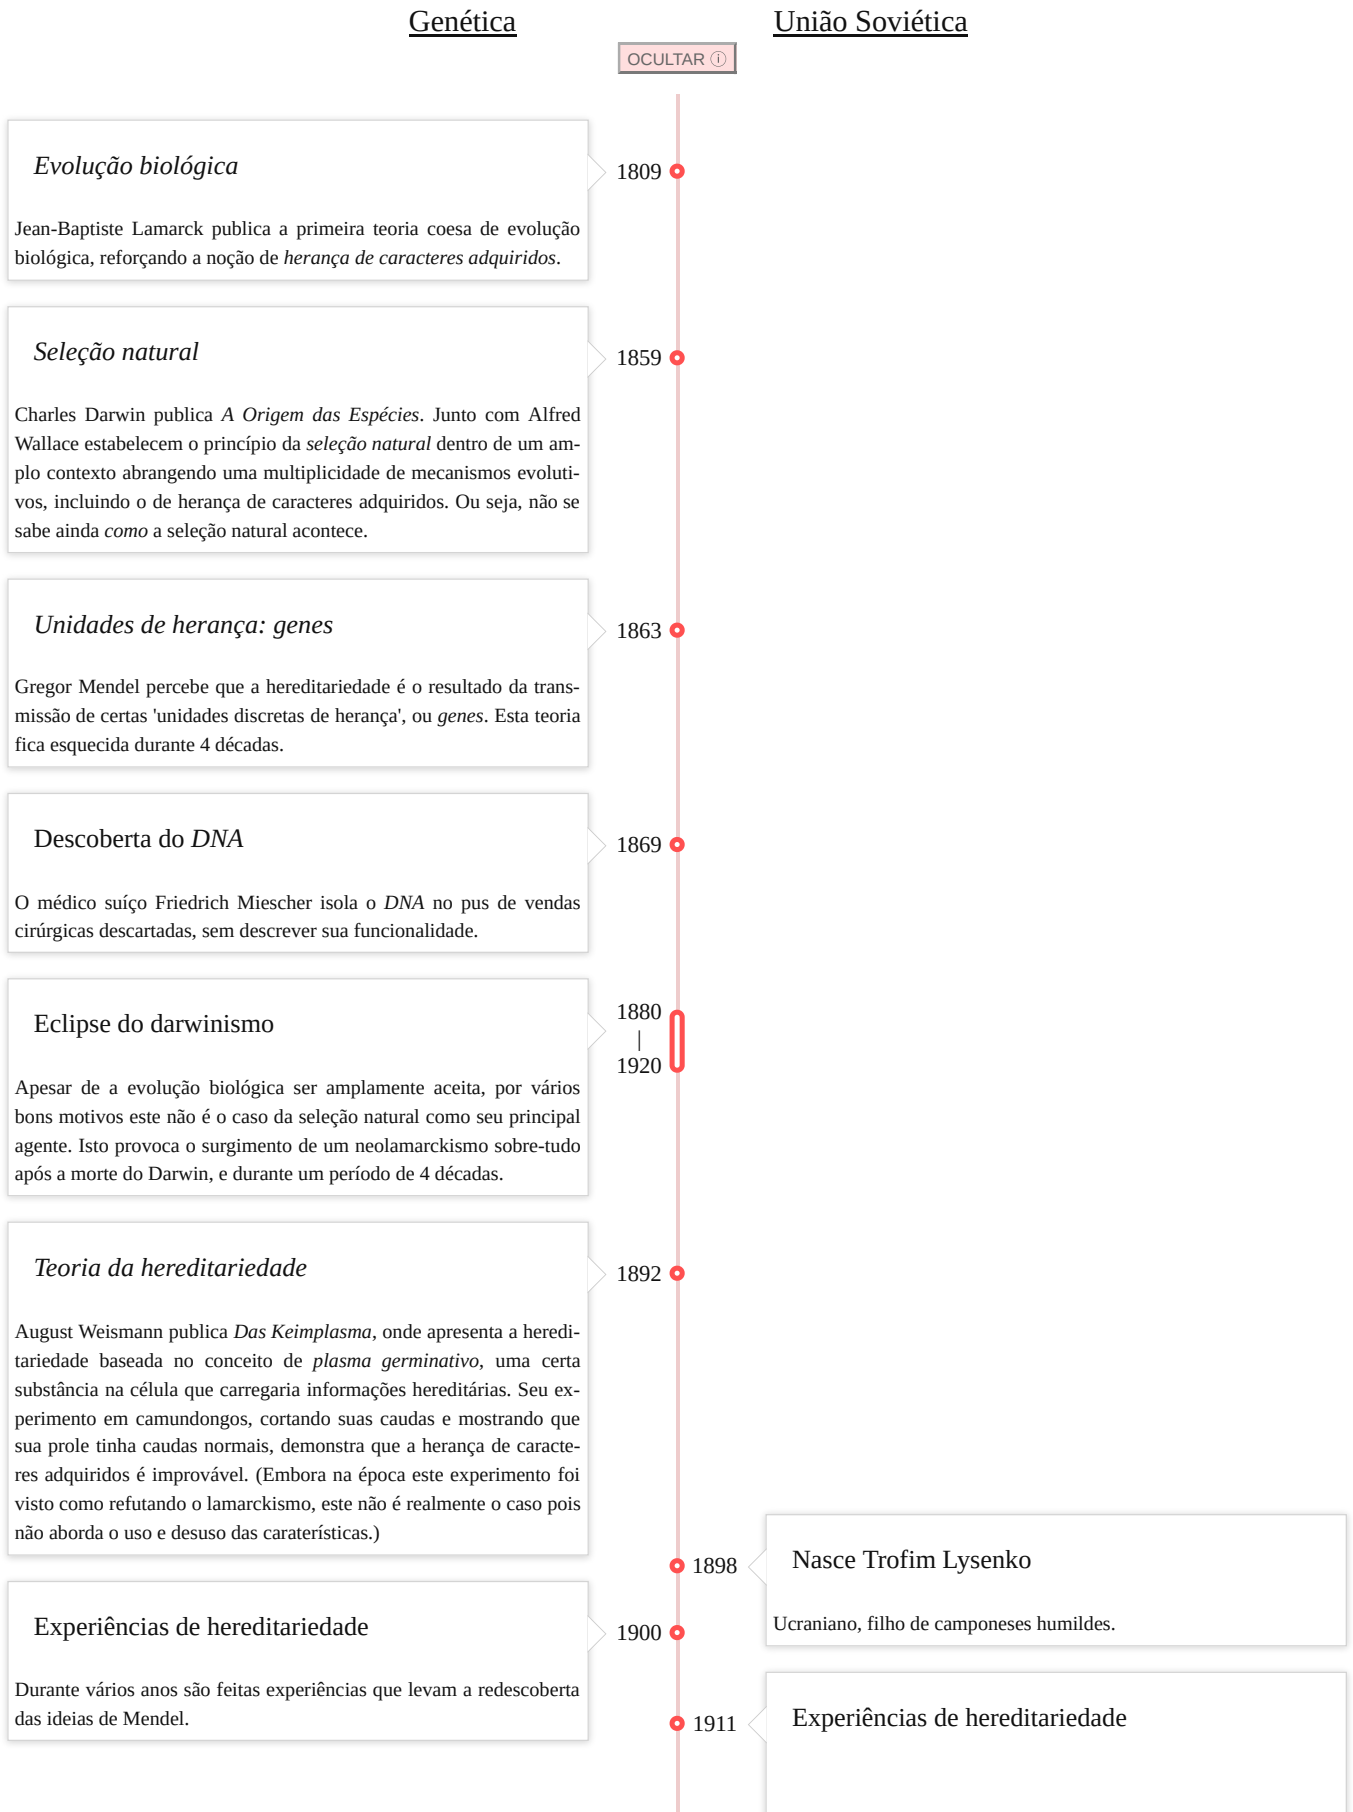 Genética
União Soviética
OCULTAR ⓘ
Evolução biológica
1809
Jean-Baptiste Lamarck publica a primeira teoria coesa de evolução
biológica, reforçando a noção de herança de caracteres adquiridos.
Seleção natural
1859
Charles Darwin publica A Origem das Espécies. Junto com Alfred
Wallace estabelecem o princípio da seleção natural dentro de um am-
plo contexto abrangendo uma multiplicidade de mecanismos evoluti-
vos, incluindo o de herança de caracteres adquiridos. Ou seja, não se
sabe ainda como a seleção natural acontece.
Unidades de herança: genes
1863
Gregor Mendel percebe que a hereditariedade é o resultado da trans-
missão de certas 'unidades discretas de herança', ou genes. Esta teoria
fica esquecida durante 4 décadas.
Descoberta do DNA
1869
O médico suíço Friedrich Miescher isola o DNA no pus de vendas
cirúrgicas descartadas, sem descrever sua funcionalidade.
Eclipse do darwinismo
1880
|
1920
Apesar de a evolução biológica ser amplamente aceita, por vários
bons motivos este não é o caso da seleção natural como seu principal
agente. Isto provoca o surgimento de um neolamarckismo sobre-tudo
após a morte do Darwin, e durante um período de 4 décadas.
Teoria da hereditariedade
1892
August Weismann publica Das Keimplasma, onde apresenta a heredi-
tariedade baseada no conceito de plasma germinativo, uma certa
substância na célula que carregaria informações hereditárias. Seu ex-
perimento em camundongos, cortando suas caudas e mostrando que
sua prole tinha caudas normais, demonstra que a herança de caracte-
res adquiridos é improvável. (Embora na época este experimento foi
visto como refutando o lamarckismo, este não é realmente o caso pois
não aborda o uso e desuso das caraterísticas.)
1898
Nasce Trofim Lysenko
Ucraniano, filho de camponeses humildes.
Experiências de hereditariedade
1900
Durante vários anos são feitas experiências que levam a redescoberta
das ideias de Mendel.
1911
Experiências de hereditariedade